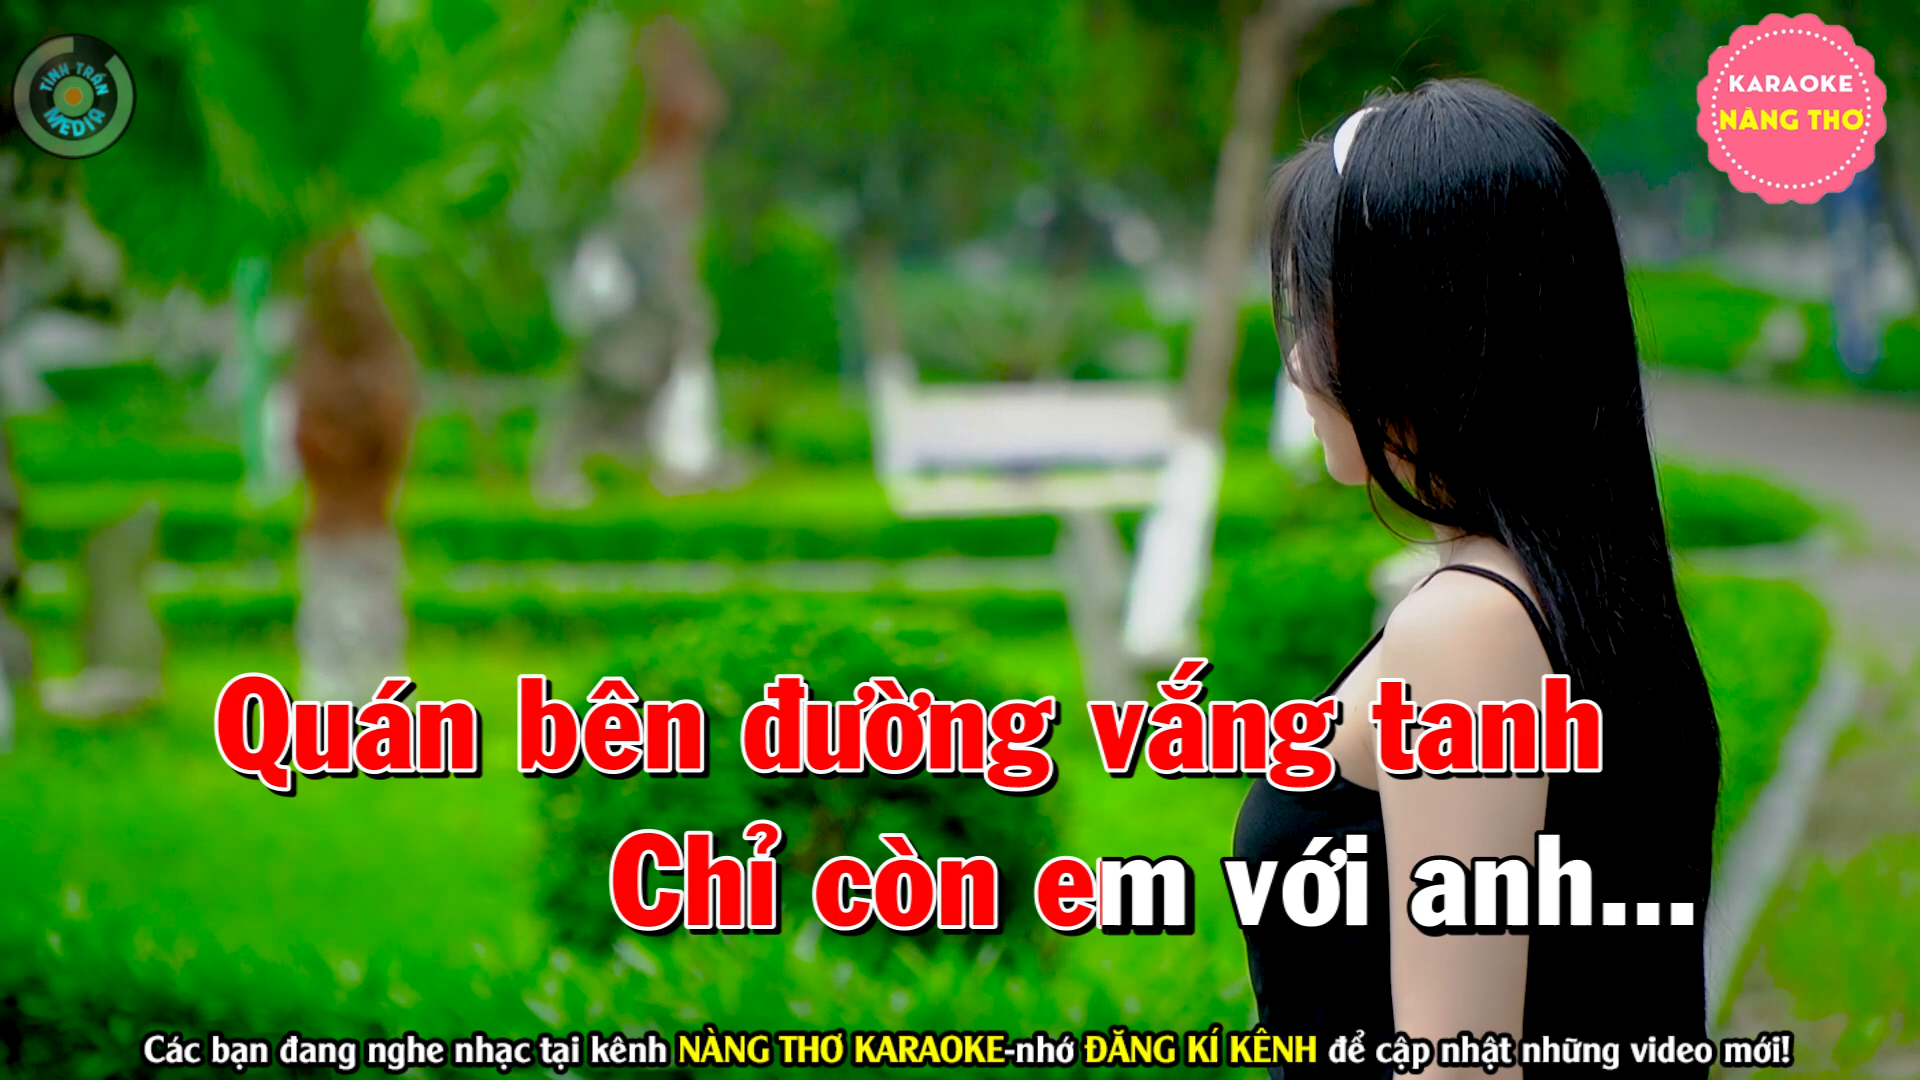 TÌNH TRẦN
MEDIA
KARAOKE
NÀNG THƠ
Quán bên đường vắng tanh
Chỉ còn em với anh...
Các bạn đang nghe nhạc tại kênh NÀNG THƠ KARAOKE-nhớ ĐĂNG KÍ KÊNH để cập nhật những video mới!